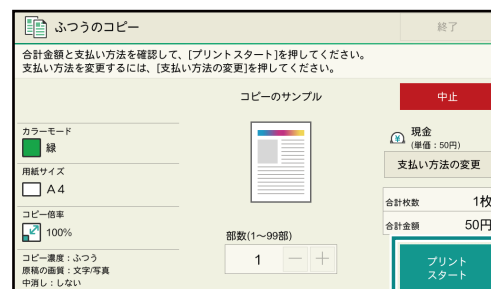 ふつうのコピー
終了
合計金額と支払い方法を確認して、[プリントスタート]を押してください。
支払い方法を変更するには、[支払い方法の変更]を押してください。
コピーのサンプル
中止
カラーモード
緑
現金
(単価：50円)
支払い方法の変更
用紙サイズ
A4
合計枚数 1枚
コピー倍率
100%
合計金額 50円
部数(1～99部)
1
コピー濃度：ふつう
原稿の画質：文字/写真
中消し：しない
プリント
スタート